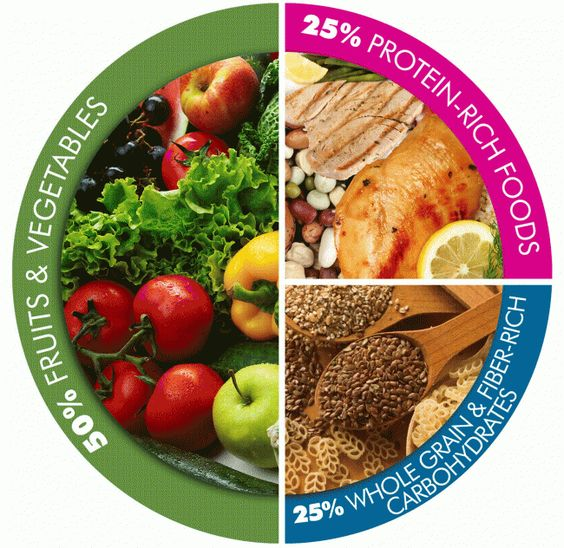 50% FRUITS & VEGETABLES
25% PROTEIN-RICH FOODS
25% WHOLE GRAIN & FIBER-RICH
CARBOHYDRATES